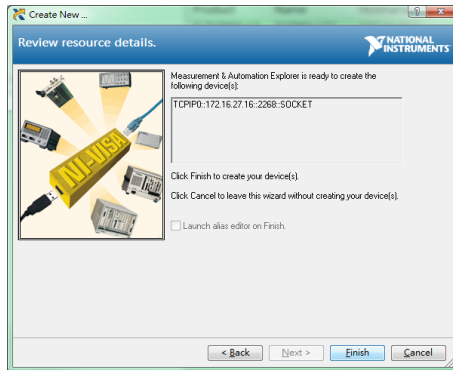 Create New ...
Review resource details.
NATIONAL
INSTRUMENTS
Measurement & Automation Explorer is ready to create the
following device(s):
TCPIP0::172.16.27.16::2268::SOCKET
NI-VISA
Click Finish to create your device(s).
Click Cancel to leave this wizard without creating your device(s).
Launch alias editor on Finish.
< Back
Next >
Finish
Cancel